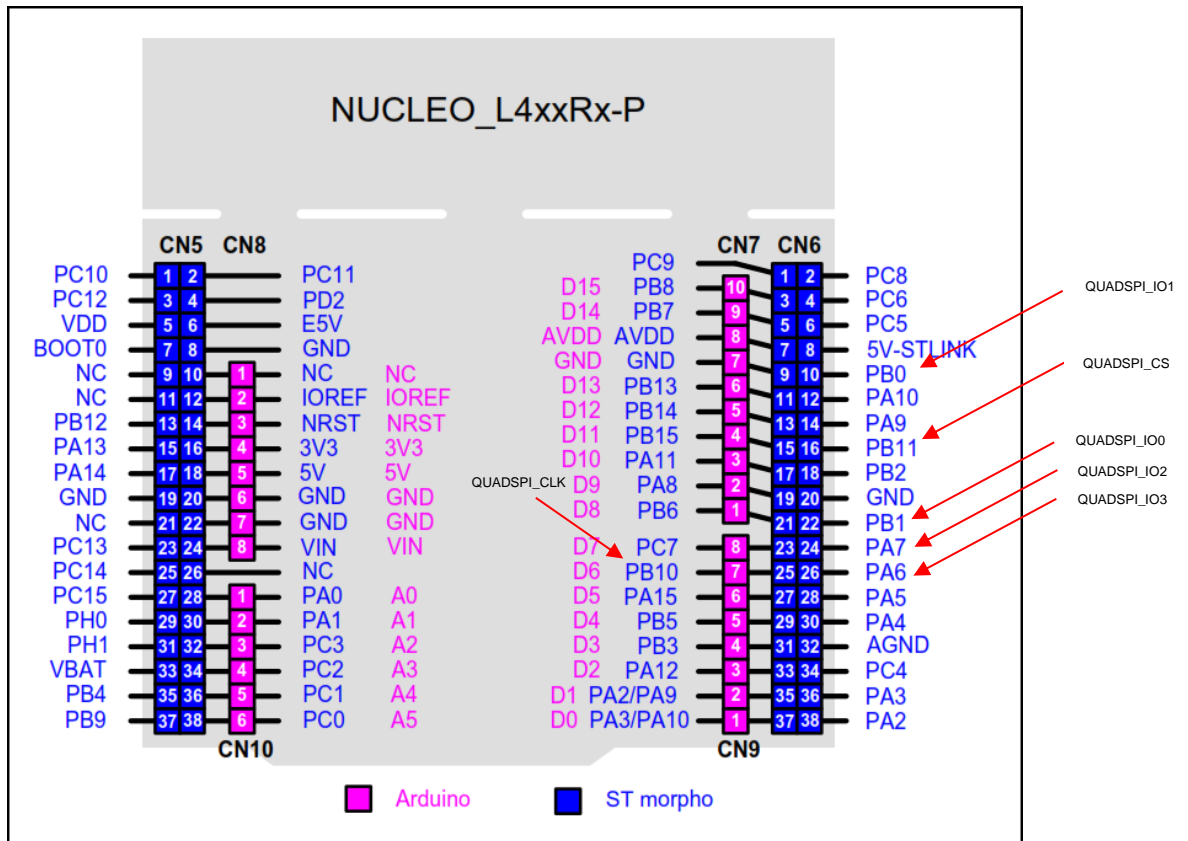 NUCLEO_L4xxRx-P
CN5 CN8 CN7 CN6
PC9
PC10 1 2 PC11 1 2 PC8
D15 PB8 10
PC12 3 4 PD2 3 4 PC6 QUADSPI_IO1
D14 PB7 9
VDD 5 6 E5V 5 6 PC5
AVDD AVDD 8
BOOT0 7 8 GND 7 8 5V-STLINK
GND GND 7
NC 9 10 1 NC NC 9 10 PB0 QUADSPI_CS
D13 PB13 6
NC 11 12 2 IOREF IOREF 11 12 PA10
D12 PB14 5
PB12 13 14 3 NRST NRST 13 14 PA9
D11 PB15 4
PA13 15 16 4 3V3 3V3 15 16 PB11 QUADSPI_IO0
D10 PA11 3
PA14 17 18 5 5V 5V 17 18 PB2 QUADSPI_IO2
QUADSPI_CLK D9 PA8 2
GND 19 20 6 GND GND 19 20 GND QUADSPI_IO3
D8 PB6 1
NC 21 22 7 GND GND 21 22 PB1
PC13 23 24 8 VIN VIN D7 PC7 8 23 24 PA7
PC14 25 26 NC D6 PB10 7 25 26 PA6
PC15 27 28 1 PA0 A0 D5 PA15 6 27 28 PA5
PH0 29 30 2 PA1 A1 D4 PB5 5 29 30 PA4
PH1 31 32 3 PC3 A2 D3 PB3 4 31 32 AGND
VBAT 33 34 4 PC2 A3 D2 PA12 3 33 34 PC4
PB4 35 36 5 PC1 A4 D1 PA2/PA9 2 35 36 PA3
PB9 37 38 6 PC0 A5 D0 PA3/PA10 1 37 38 PA2
CN10 CN9
Arduino ST morpho